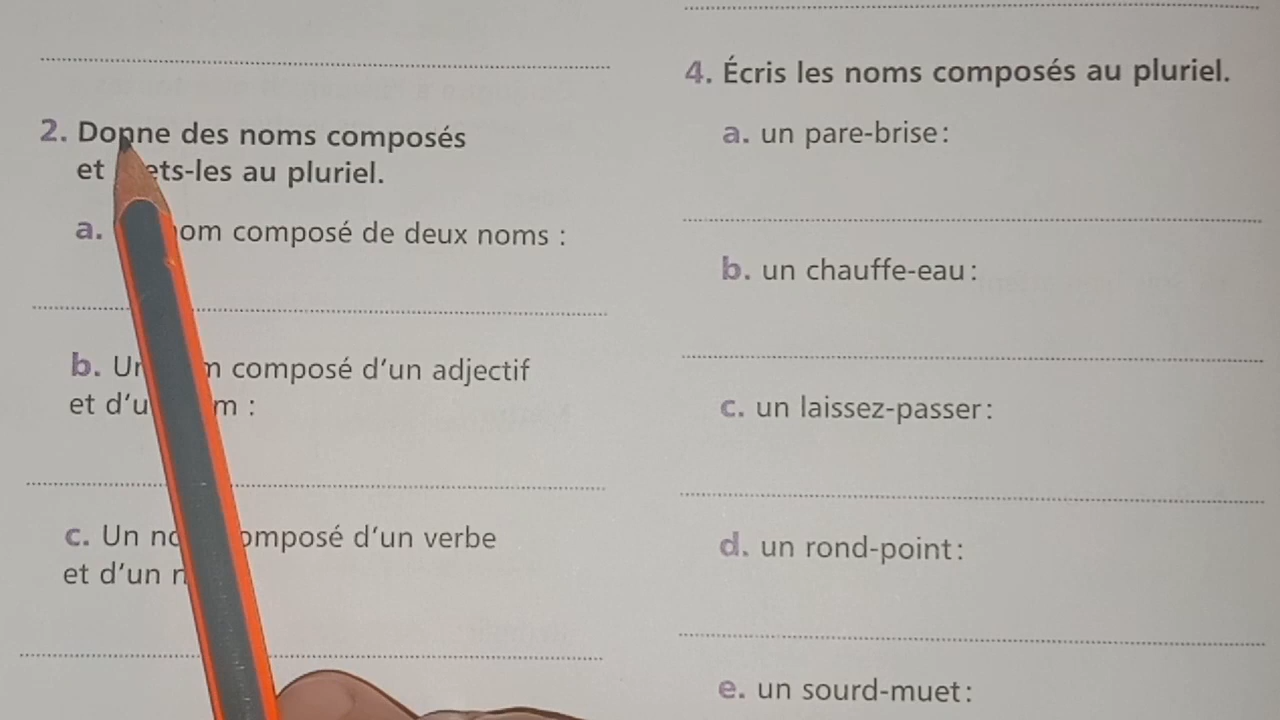 2. Donne des noms composés
et ets-les au pluriel.
a. om composé de deux noms :
b. Un composé d'un adjectif
et d'u m :
c. Un no omposé d'un verbe
et d'un n
4. Écris les noms composés au pluriel.
a. un pare-brise :
b. un chauffe-eau :
c. un laissez-passer :
d. un rond-point :
e. un sourd-muet :